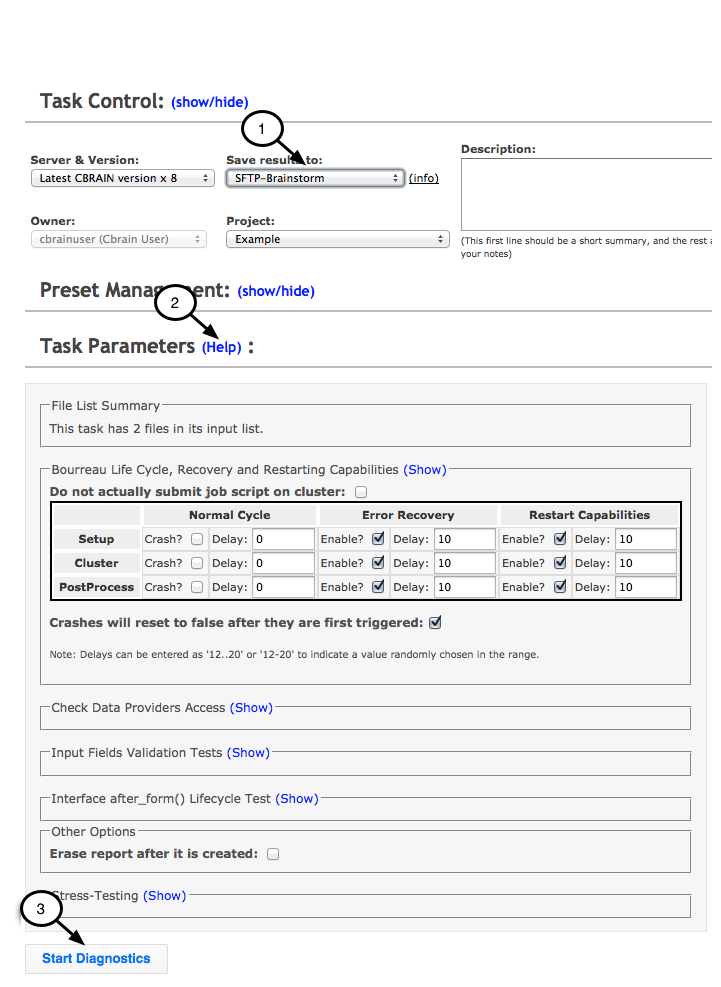 Task Control: (show/hide)
1
Server & Version:
Save results to:
Description:
Latest CBRAIN version x 8
SFTP-Brainstorm
(info)
Owner:
Project:
cbrainuser (Cbrain User)
Example
(This first line should be a short summary, and the rest
your notes)
Preset Management: (show/hide)
2
Task Parameters (Help) :
File List Summary
This task has 2 files in its input list.
Bourreau Life Cycle, Recovery and Restarting Capabilities (Show)
Do not actually submit job script on cluster:
Normal Cycle Error Recovery Restart Capabilities
Setup Crash? Delay: 0 Enable? Delay: 10 Enable? Delay: 10
Cluster Crash? Delay: 0 Enable? Delay: 10 Enable? Delay: 10
PostProcess Crash? Delay: 0 Enable? Delay: 10 Enable? Delay: 10
Crashes will reset to false after they are first triggered:
Note: Delays can be entered as '12..20' or '12-20' to indicate a value randomly chosen in the range.
Check Data Providers Access (Show)
Input Fields Validation Tests (Show)
Interface after_form() Lifecycle Test (Show)
Other Options
Erase report after it is created:
Stress-Testing (Show)
3
Start Diagnostics